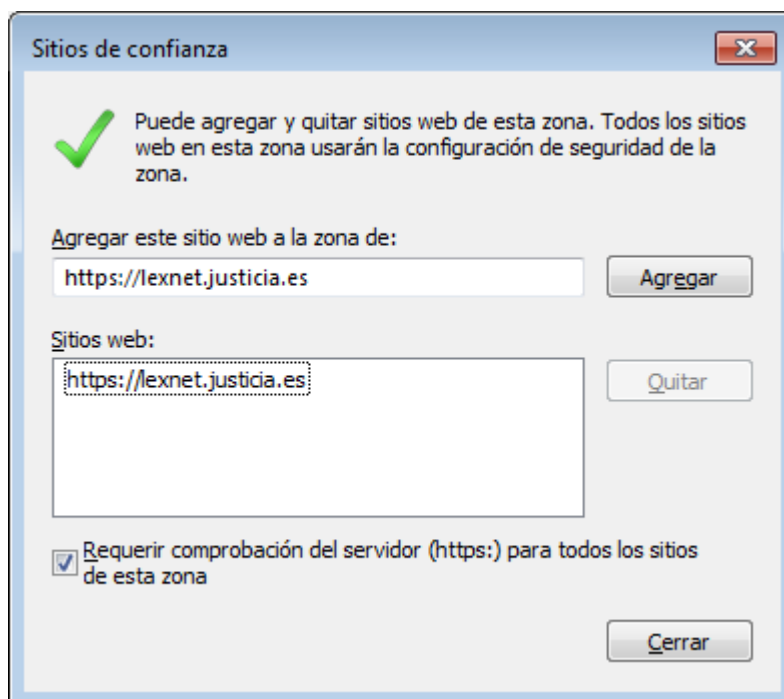 Sitios de confianza
Puede agregar y quitar sitios web de esta zona. Todos los sitios
web en esta zona usarán la configuración de seguridad de la
zona.
Agregar este sitio web a la zona de:
https://lexnet.justicia.es
Agregar
Sitios web:
https://lexnet.justicia.es
Quitar
Requerir comprobación del servidor (https:) para todos los sitios
de esta zona
Cerrar